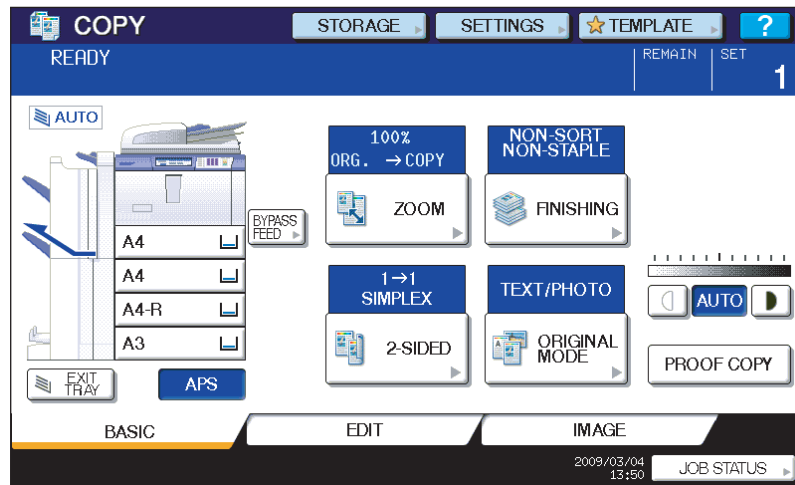 COPY
STORAGE
SETTINGS
TEMPLATE
?
READY
REMAIN
SET
1
AUTO
100%
ORG. → COPY
ZOOM
NON-SORT
NON-STAPLE
FINISHING
BYPASS
FEED
A4
A4
A4-R
A3
1→1
SIMPLEX
2-SIDED
TEXT/PHOTO
ORIGINAL
MODE
AUTO
PROOF COPY
EXIT
TRAY
APS
BASIC
EDIT
IMAGE
2009/03/04
13:50
JOB STATUS